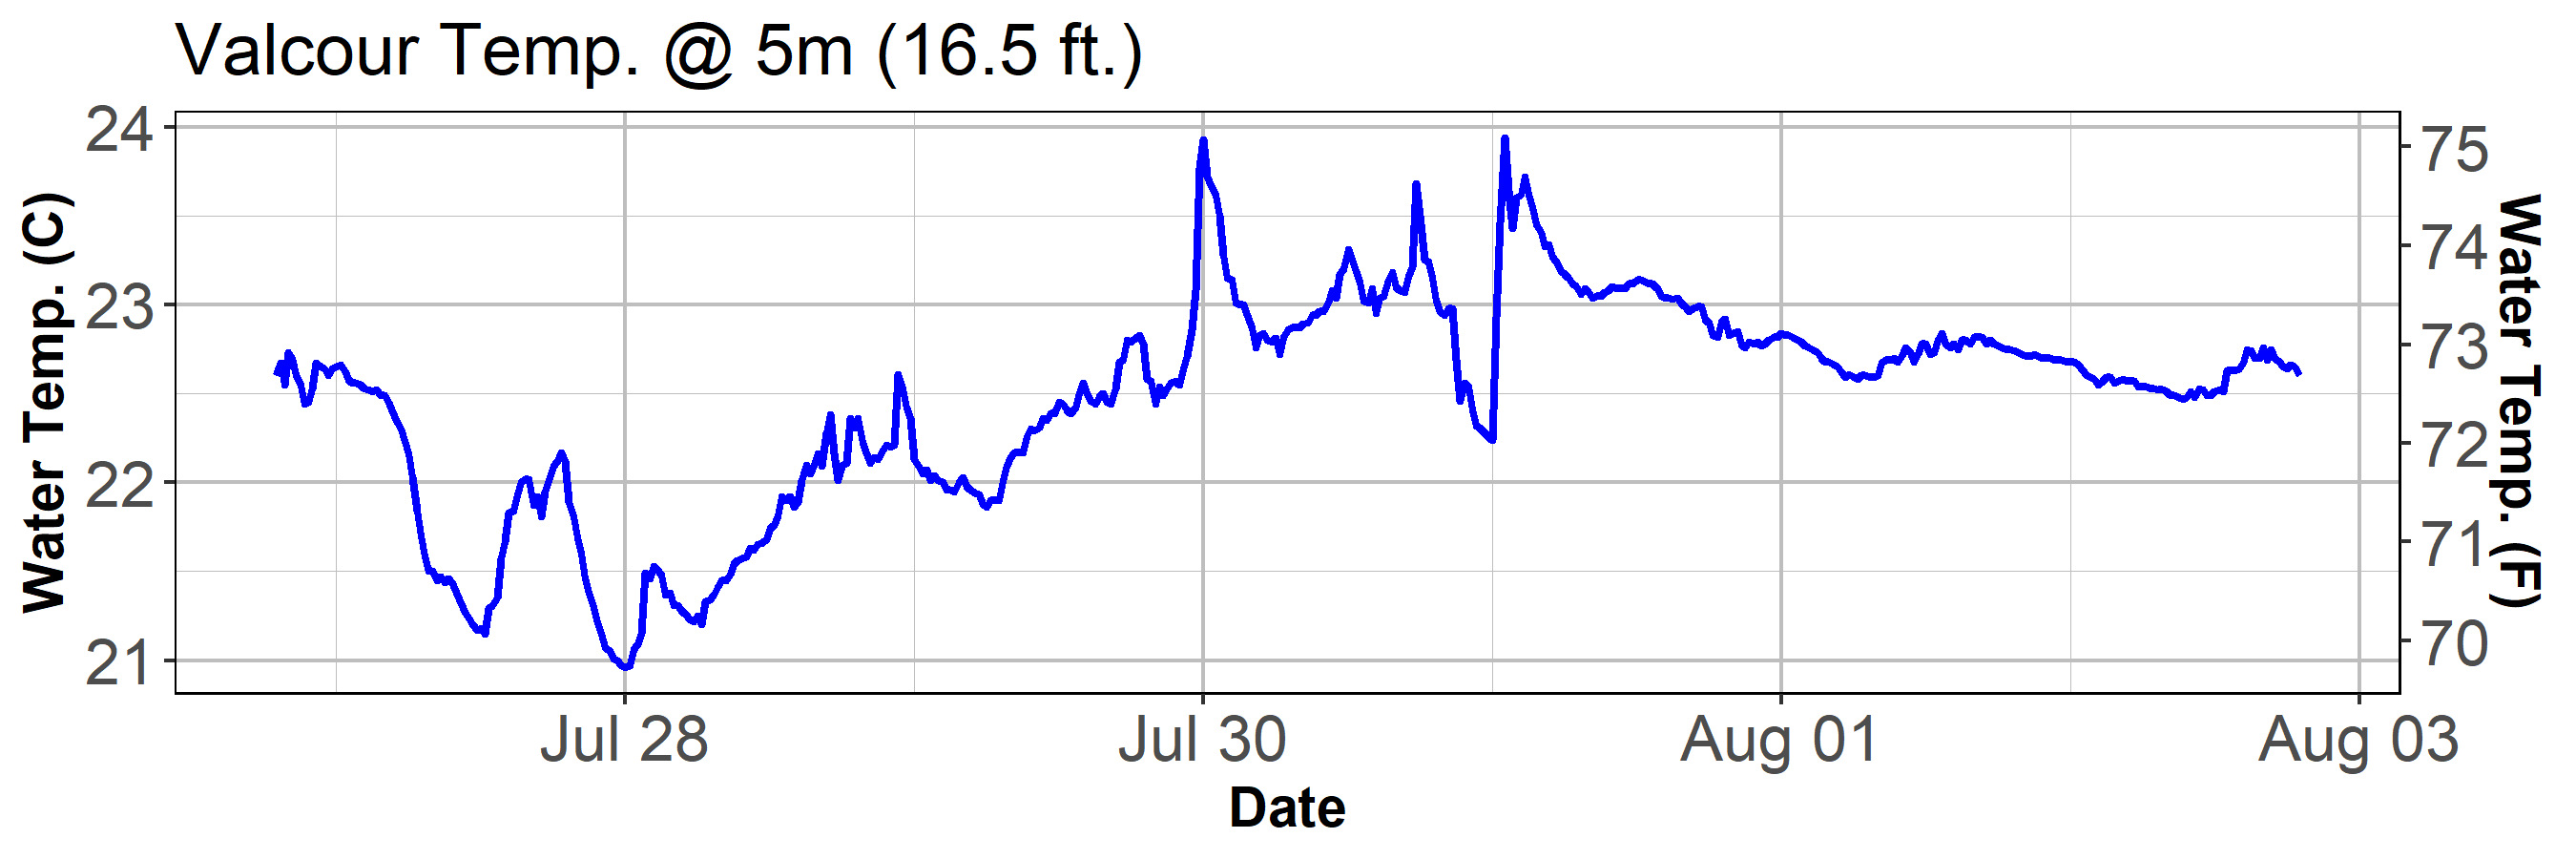 Valcour Temp. @ 5m (16.5 ft.)
Water Temp. (C)
24
23
22
21
75
74
73
72
71
70
Water Temp. (F)
Jul 28
Jul 30
Aug 01
Aug 03
Date